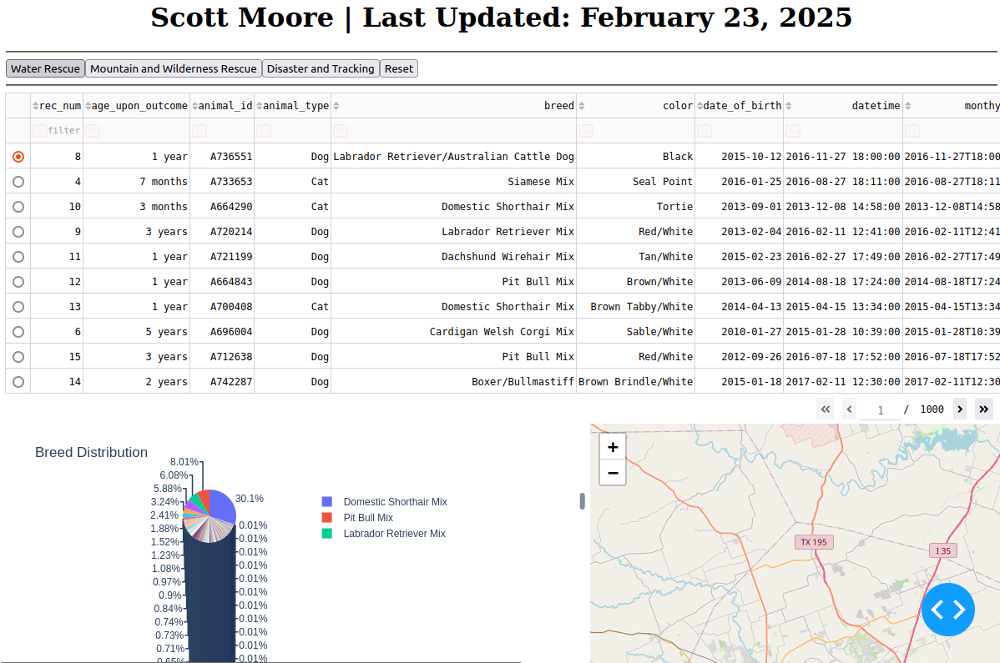 Scott Moore | Last Updated: February 23, 2025
Water Rescue Mountain and Wilderness Rescue Disaster and Tracking Reset
rec_num age_upon_outcome animal_id animal_type breed color date_of_birth datetime monthy
Aa filter Aa Aa Aa Aa Aa Aa Aa Aa
8 1 year A736551 Dog Labrador Retriever/Australian Cattle Dog Black 2015-10-12 2016-11-27 18:00:00 2016-11-27T18:00
4 7 months A733653 Cat Siamese Mix Seal Point 2016-01-25 2016-08-27 18:11:00 2016-08-27T18:11
10 3 months A664290 Cat Domestic Shorthair Mix Tortie 2013-09-01 2013-12-08 14:58:00 2013-12-08T14:58
9 3 years A720214 Dog Labrador Retriever Mix Red/White 2013-02-04 2016-02-11 12:41:00 2016-02-11T12:41
11 1 year A721199 Dog Dachshund Wirehair Mix Tan/White 2015-02-23 2016-02-27 17:49:00 2016-02-27T17:49
12 1 year A664843 Dog Pit Bull Mix Brown/White 2013-06-09 2014-08-18 17:24:00 2014-08-18T17:24
13 1 year A700408 Cat Domestic Shorthair Mix Brown Tabby/White 2014-04-13 2015-04-15 13:34:00 2015-04-15T13:34
6 5 years A696004 Dog Cardigan Welsh Corgi Mix Sable/White 2010-01-27 2015-01-28 10:39:00 2015-01-28T10:39
15 3 years A712638 Dog Pit Bull Mix Red/White 2012-09-26 2016-07-18 17:52:00 2016-07-18T17:52
14 2 years A742287 Dog Boxer/Bullmastiff Brown Brindle/White 2015-01-18 2017-02-11 12:30:00 2017-02-11T12:30
1 / 1000
Breed Distribution
8.01%
6.08%
5.88%
3.24%
2.41%
1.88%
1.52%
1.23%
1.08%
0.97%
0.9%
0.84%
0.74%
0.73%
0.71%
0.65%
30.1%
0.01%
0.01%
0.01%
0.01%
0.01%
0.01%
0.01%
0.01%
0.01%
0.01%
0.01%
Domestic Shorthair Mix
Pit Bull Mix
Labrador Retriever Mix
+
−
TX 195
I 35